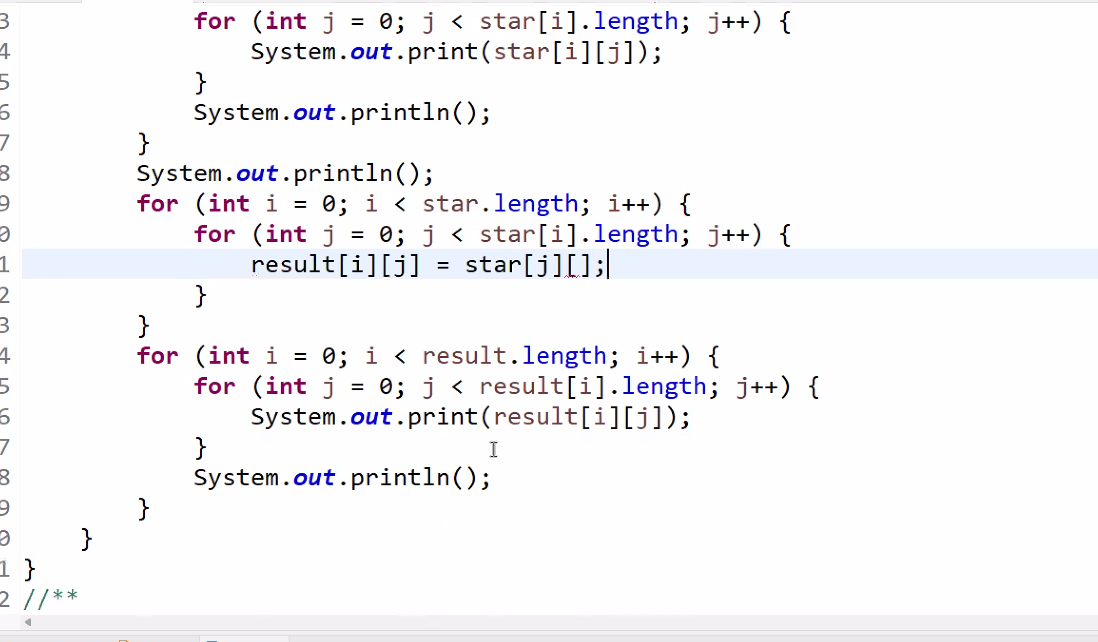 3 for (int j = 0; j < star[i].length; j++) {
4 System.out.print(star[i][j]);
5 }
6 System.out.println();
7 }
8 System.out.println();
9 for (int i = 0; i < star.length; i++) {
0 for (int j = 0; j < star[i].length; j++) {
1 result[i][j] = star[j][];
2 }
3 }
4 for (int i = 0; i < result.length; i++) {
5 for (int j = 0; j < result[i].length; j++) {
6 System.out.print(result[i][j]);
7 }
8 System.out.println();
9 }
0 }
1 }
2 //**